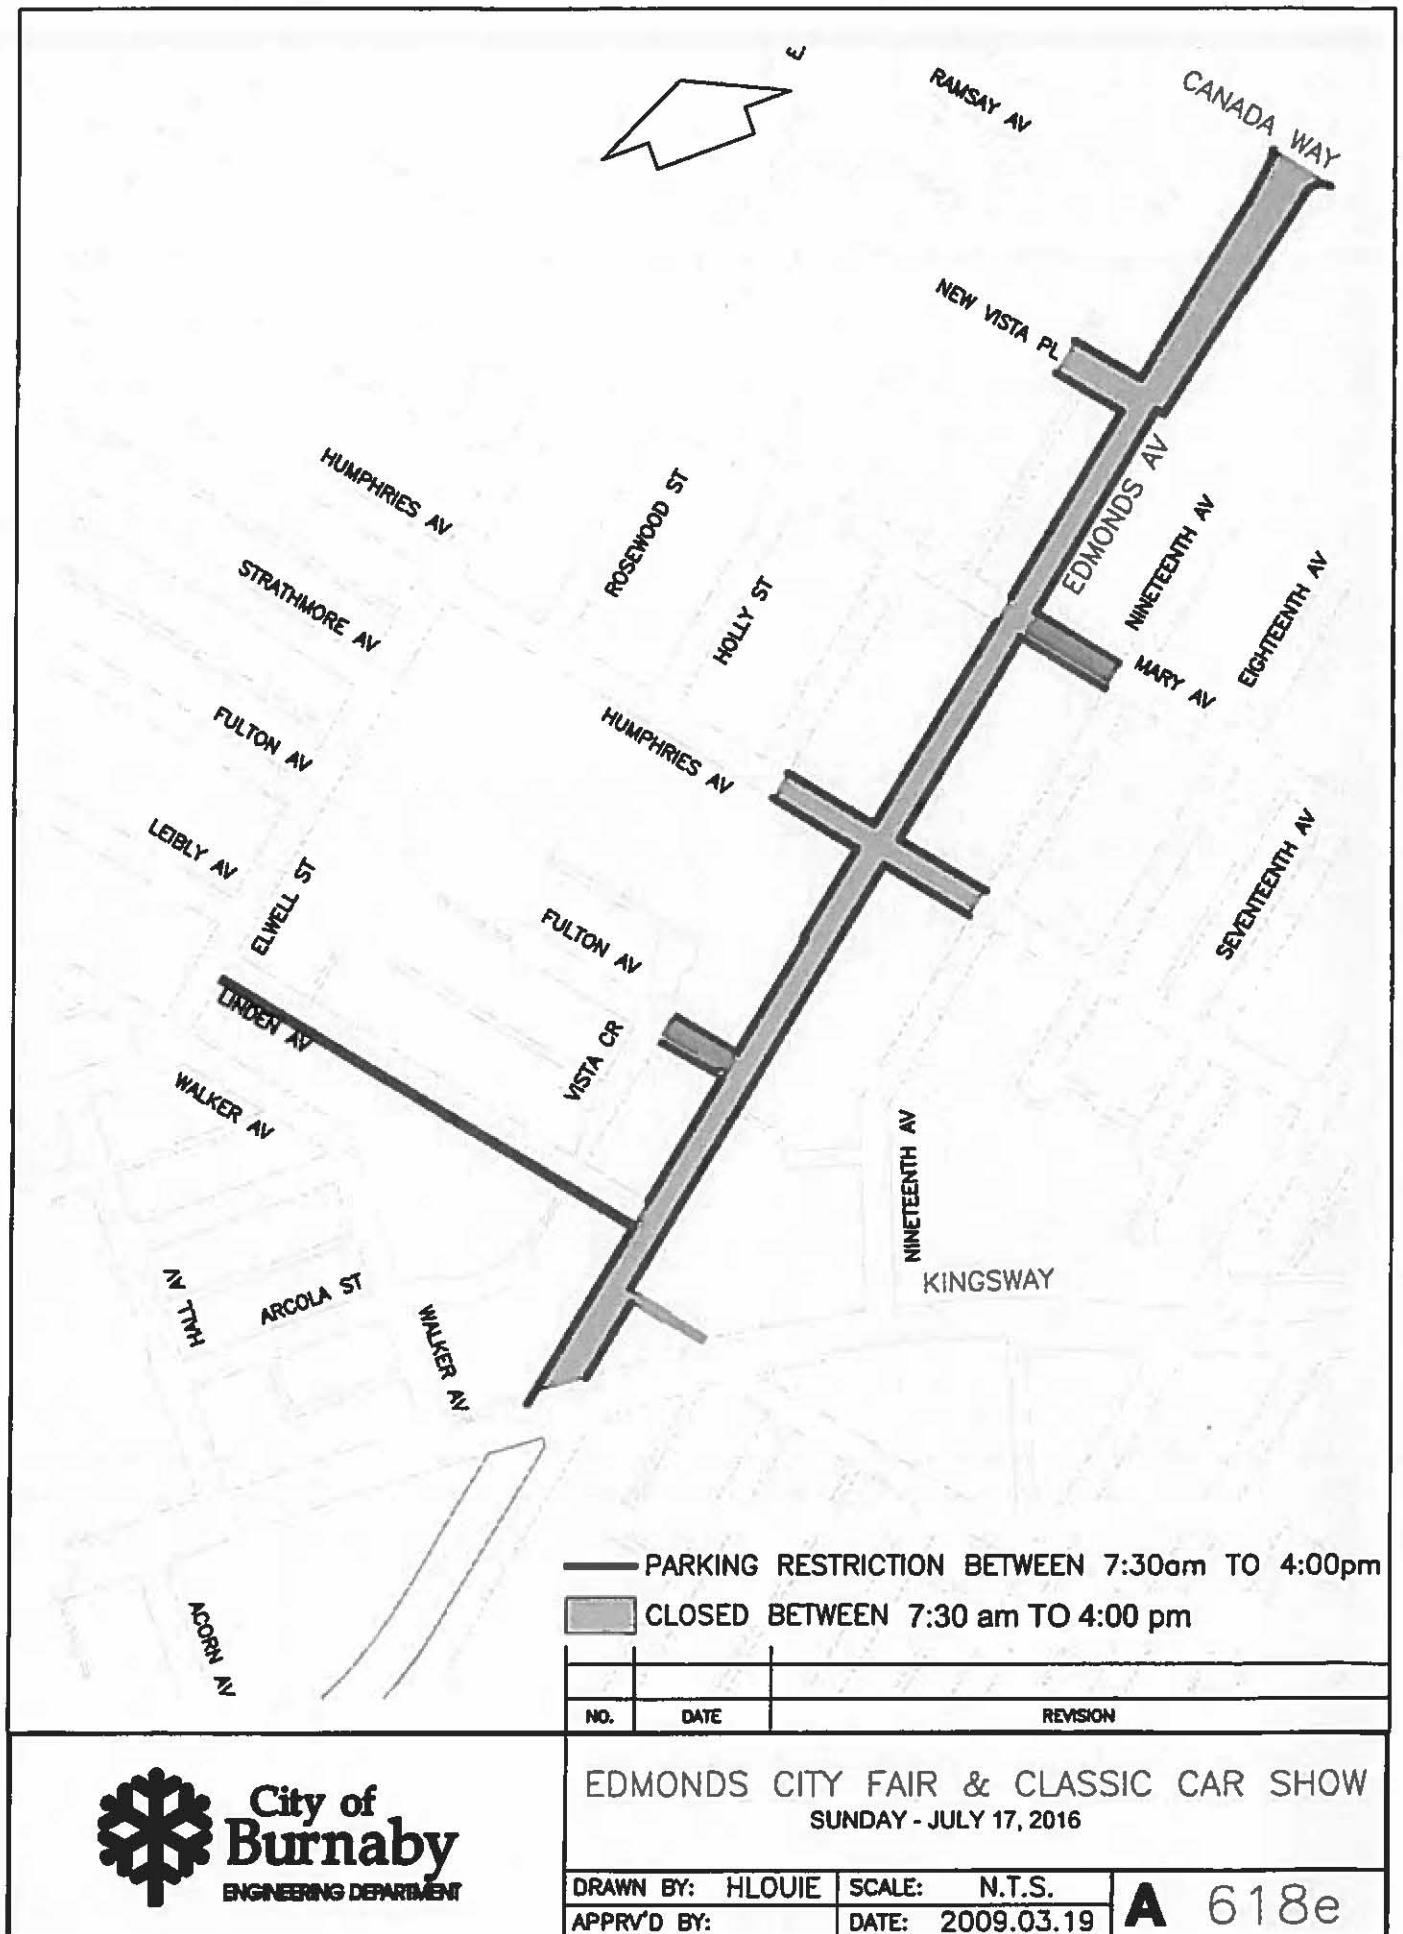 E.
RAMSAY AV
CANADA WAY
NEW VISTA PL
HUMPHRIES AV
ROSEWOOD ST
EDMONDS AV
NINETEENTH AV
STRATHMORE AV
HOLLY ST
EIGHTEENTH AV
MARY AV
FULTON AV
HUMPHRIES AV
LEIBLY AV
ELWELL ST
SEVENTEENTH AV
FULTON AV
LINDEN AV
VISTA CR
WALKER AV
NINETEENTH AV
HALL AV
ARCOLA ST
KINGSWAY
WALKER AV
ACORN AV
PARKING RESTRICTION BETWEEN 7:30am TO 4:00pm
CLOSED BETWEEN 7:30 am TO 4:00 pm
NO. DATE REVISION
City of
Burnaby
ENGINEERING DEPARTMENT
EDMONDS CITY FAIR & CLASSIC CAR SHOW
SUNDAY - JULY 17, 2016
DRAWN BY: HLOUIE SCALE: N.T.S.
APPRV'D BY: DATE: 2009.03.19
A 618e